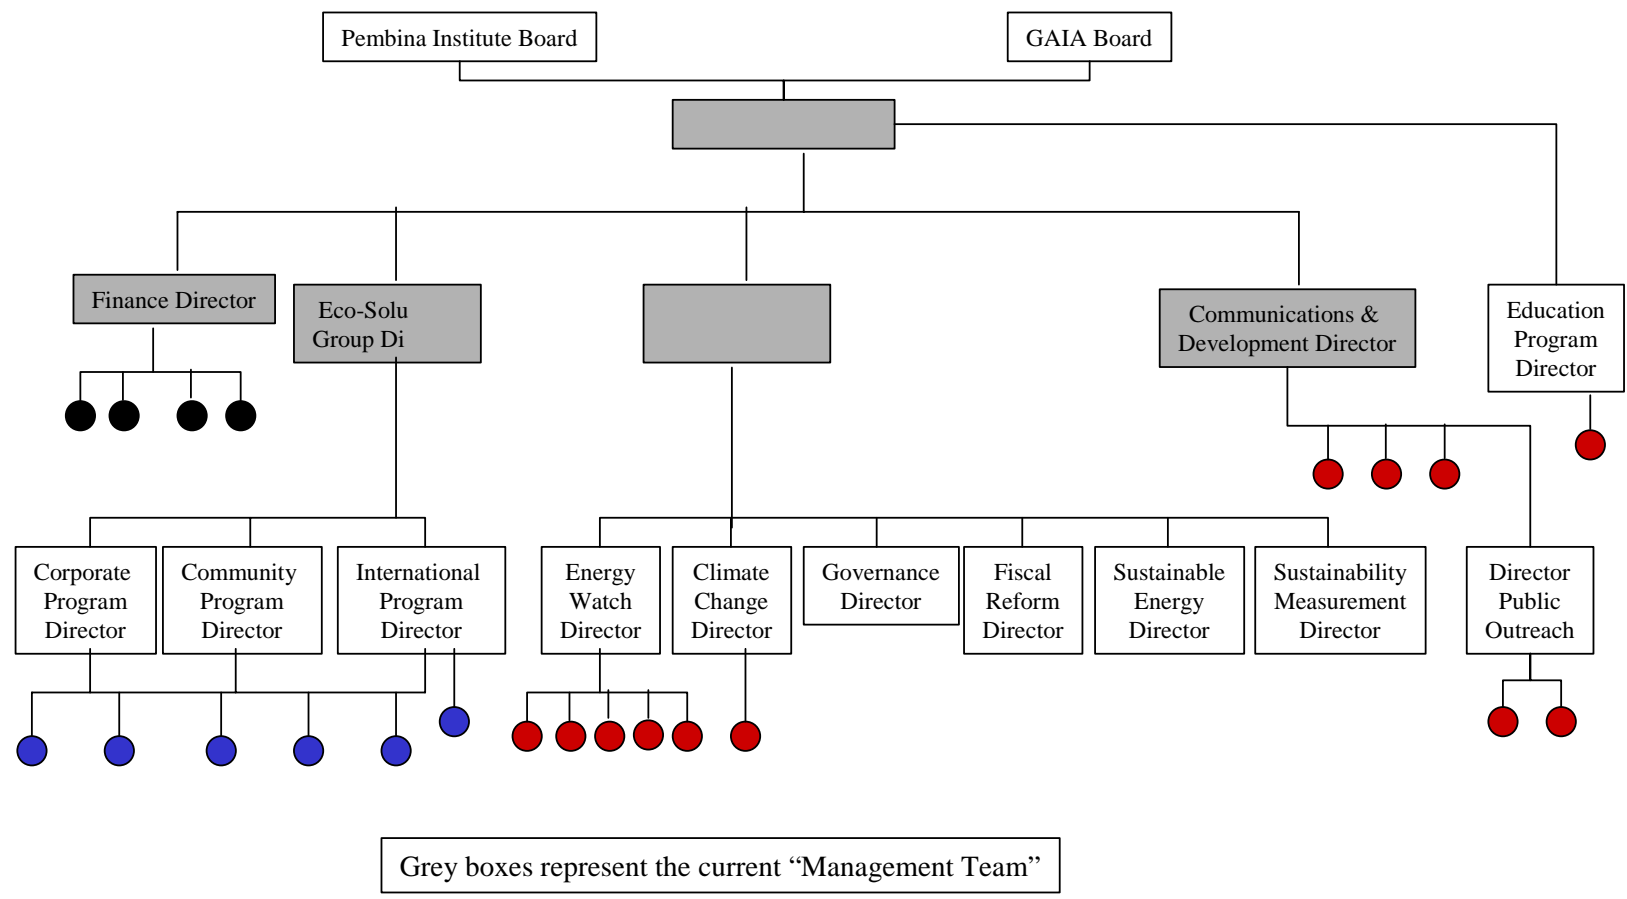 Pembina Institute Board
GAIA Board
Finance Director
Eco-Solu
Group Di
Communications &
Development Director
Education
Program
Director
Corporate
Program
Director
Community
Program
Director
International
Program
Director
Energy
Watch
Director
Climate
Change
Director
Governance
Director
Fiscal
Reform
Director
Sustainable
Energy
Director
Sustainability
Measurement
Director
Director
Public
Outreach
Grey boxes represent the current “Management Team”